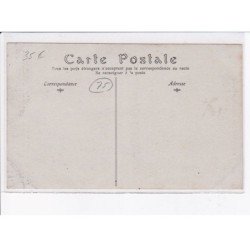 35€
Carte Postale
Tous les pays étrangers n'acceptent pas la correspondance au recto
Se renseigner à la poste
Correspondance
Adresse
75